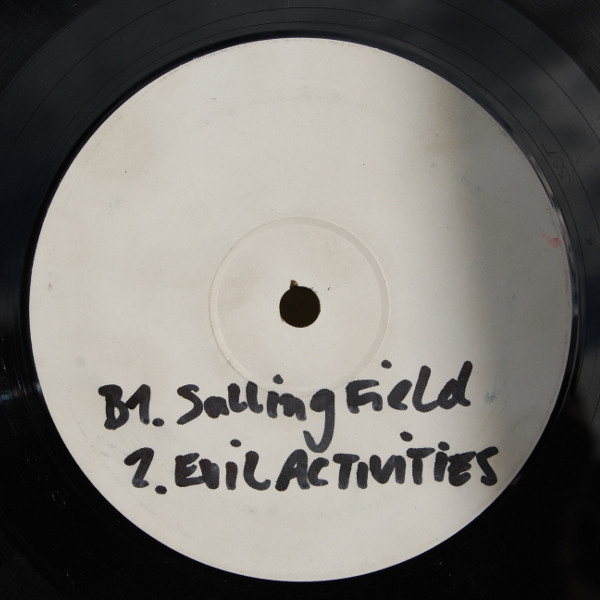 B1. Salling Field
2. EViL ACTiViTiES